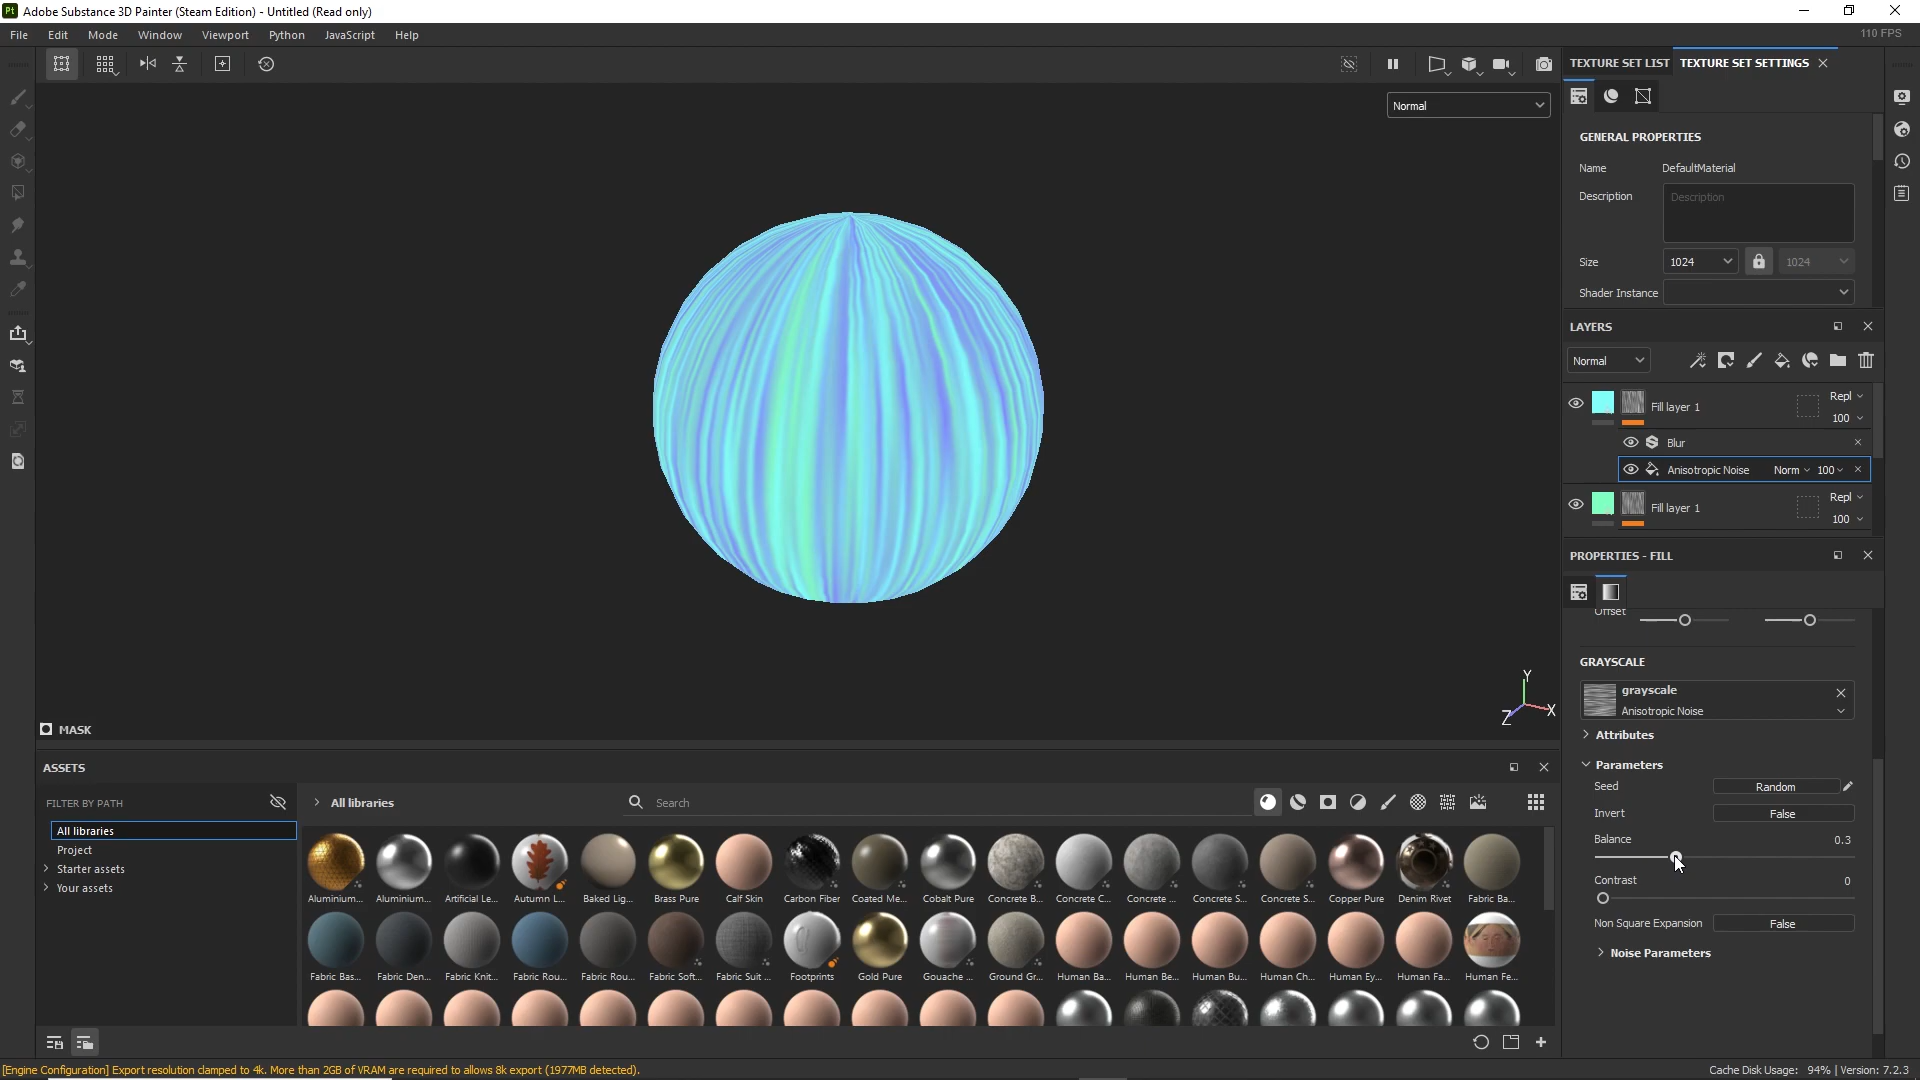 Pt Adobe Substance 3D Painter (Steam Edition) - Untitled (Read only)
File Edit Mode Window Viewport Python JavaScript Help
110 FPS
Normal
TEXTURE SET LIST TEXTURE SET SETTINGS
GENERAL PROPERTIES
Name DefaultMaterial
Description Description
Size 1024 1024
Shader Instance
LAYERS
Normal
Fill layer 1 Repl 100
Blur
Anisotropic Noise Norm 100
Fill layer 1 Repl 100
PROPERTIES - FILL
Offset
GRAYSCALE
grayscale
Anisotropic Noise
Attributes
Parameters
Seed Random
Invert False
Balance 0.3
Contrast 0
Non Square Expansion False
Noise Parameters
Y
Z X
MASK
ASSETS
FILTER BY PATH
All libraries
Project
Starter assets
Your assets
All libraries
Search
Aluminium... Aluminium... Artificial Le... Autumn L... Baked Lig... Brass Pure Calf Skin Carbon Fiber Coated Me... Cobalt Pure Concrete B... Concrete C... Concrete ... Concrete S... Concrete S... Copper Pure Denim Rivet Fabric Ba...
Fabric Bas... Fabric Den... Fabric Knit... Fabric Rou... Fabric Rou... Fabric Soft... Fabric Suit ... Footprints Gold Pure Gouache ... Ground Gr... Human Ba... Human Be... Human Bu... Human Ch... Human Ey... Human Fa... Human Fe...
[Engine Configuration] Export resolution clamped to 4k. More than 2GB of VRAM are required to allows 8k export (1977MB detected).
Cache Disk Usage: 94% | Version: 7.2.3